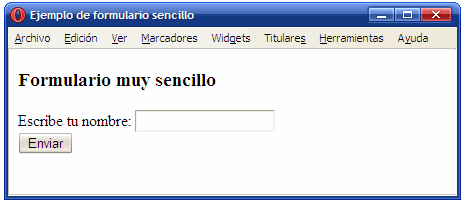 Ejemplo de formulario sencillo
Archivo Edición Ver Marcadores Widgets Titulares Herramientas Ayuda
Formulario muy sencillo
Escribe tu nombre:
Enviar